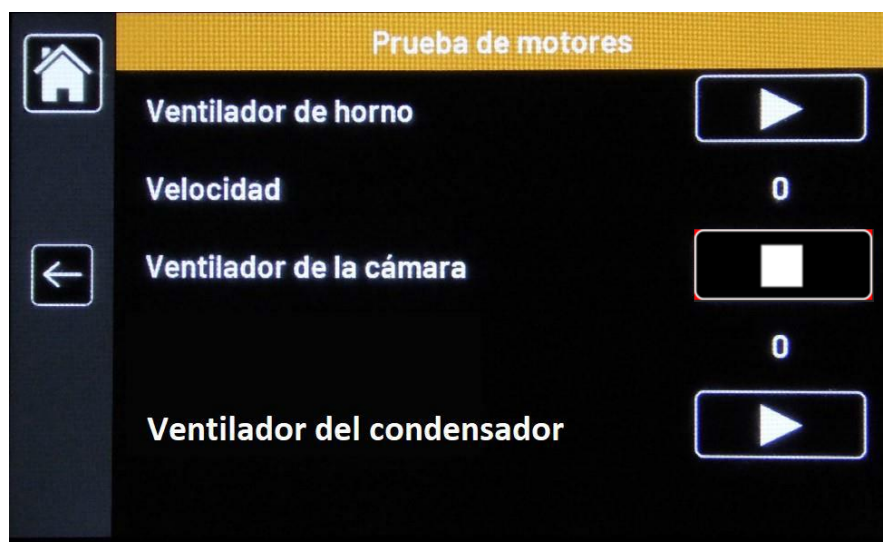 Prueba de motores
Ventilador de horno
Velocidad
0
Ventilador de la cámara
0
Ventilador del condensador